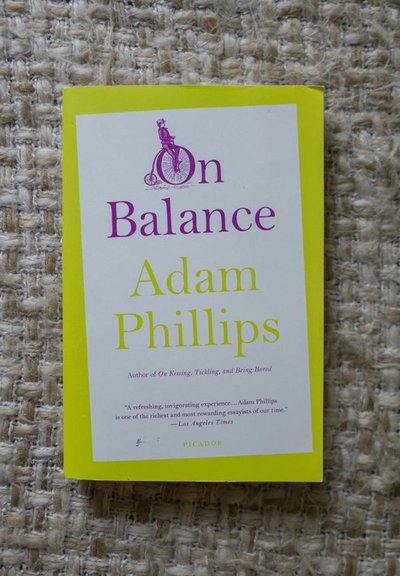 On
Balance
Adam
Phillips
Author of On Kissing, Tickling, and Being Bored
"A refreshing, invigorating experience... Adam Phillips
is one of the richest and most rewarding essayists of our time."
—Los Angeles Times
PICADOR